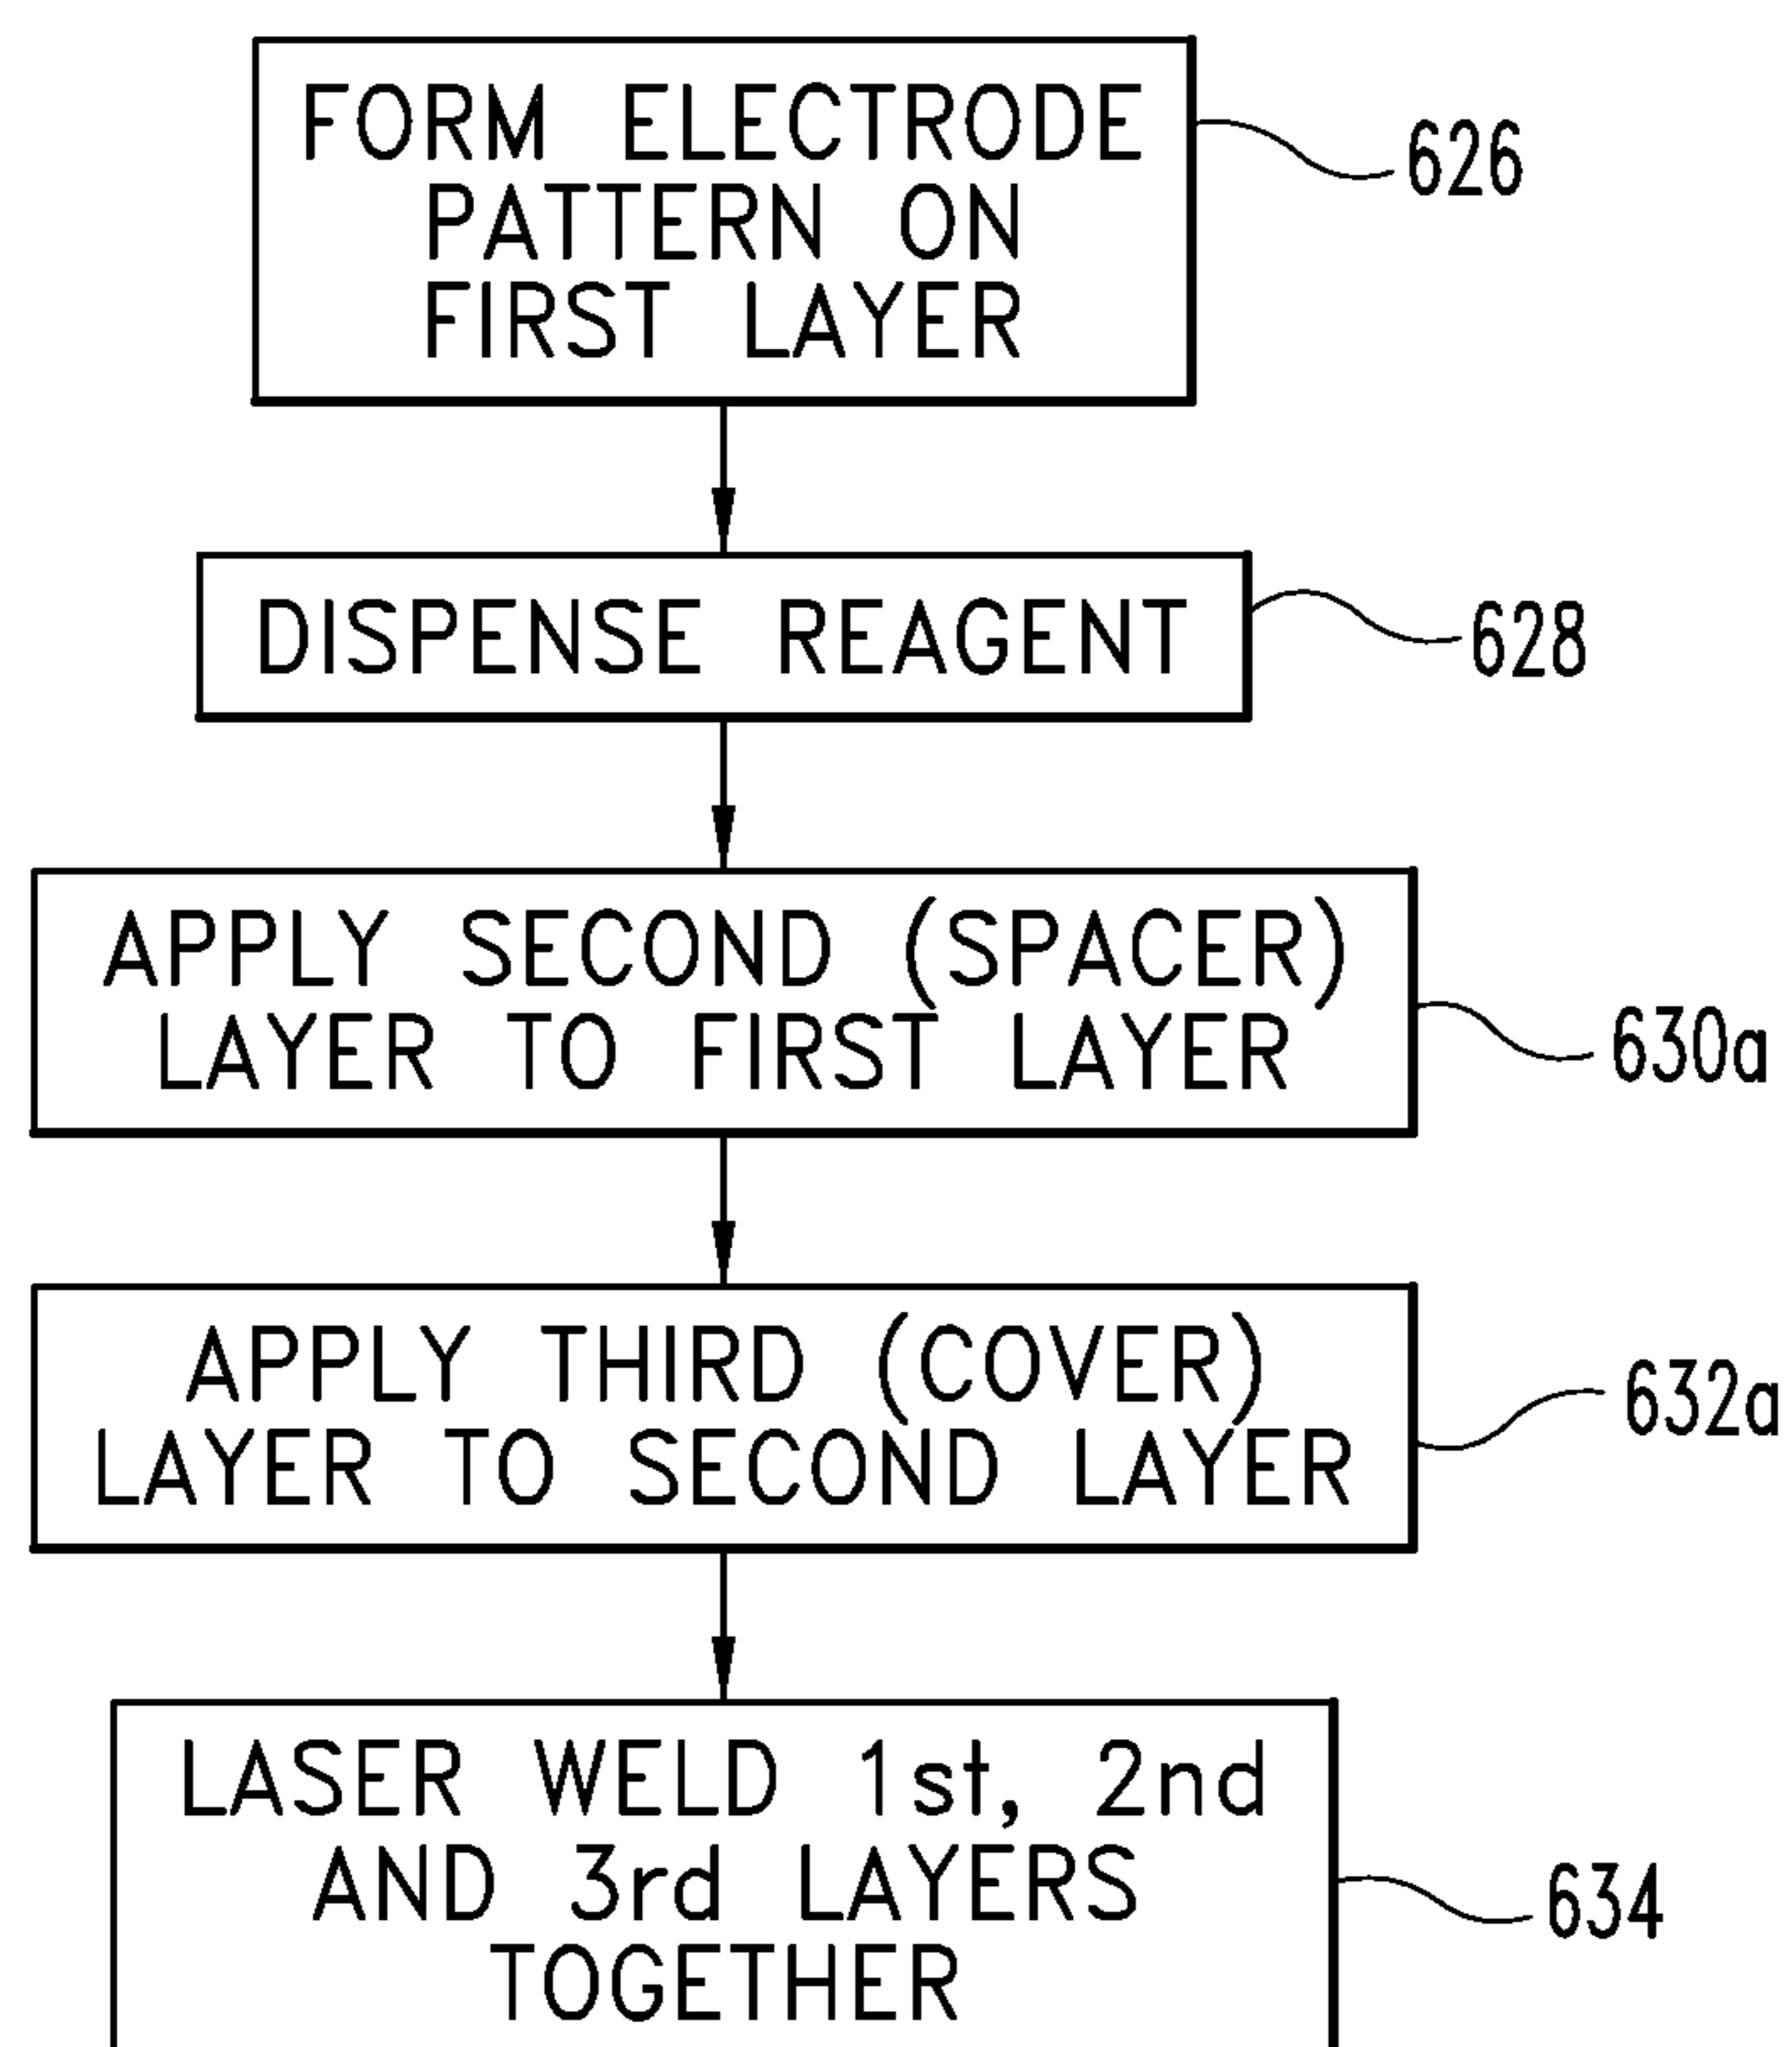 FORM ELECTRODE
PATTERN ON
FIRST LAYER
626
DISPENSE REAGENT
628
APPLY SECOND (SPACER)
LAYER TO FIRST LAYER
630a
APPLY THIRD (COVER)
LAYER TO SECOND LAYER
632a
LASER WELD 1st, 2nd
AND 3rd LAYERS
TOGETHER
634